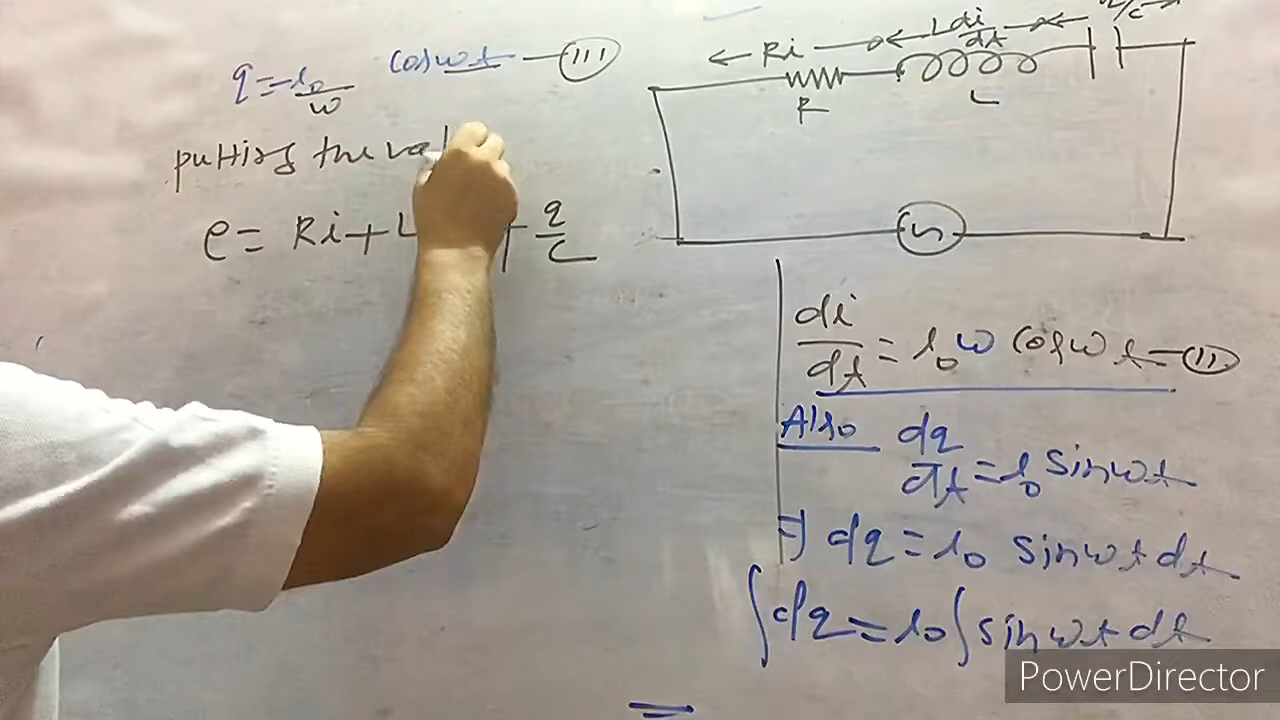 q = -i₀/ω cosωt — (III)
putting the val
e = Ri + L + q/C
← Ri → ← L di/dt → ← q/c →
R L
di/dt = i₀ω cosωt — (II)
Also dq/dt = i₀ sinωt
⇒ dq = i₀ sinωt dt
∫dq = i₀∫sinωt dt
=
PowerDirector